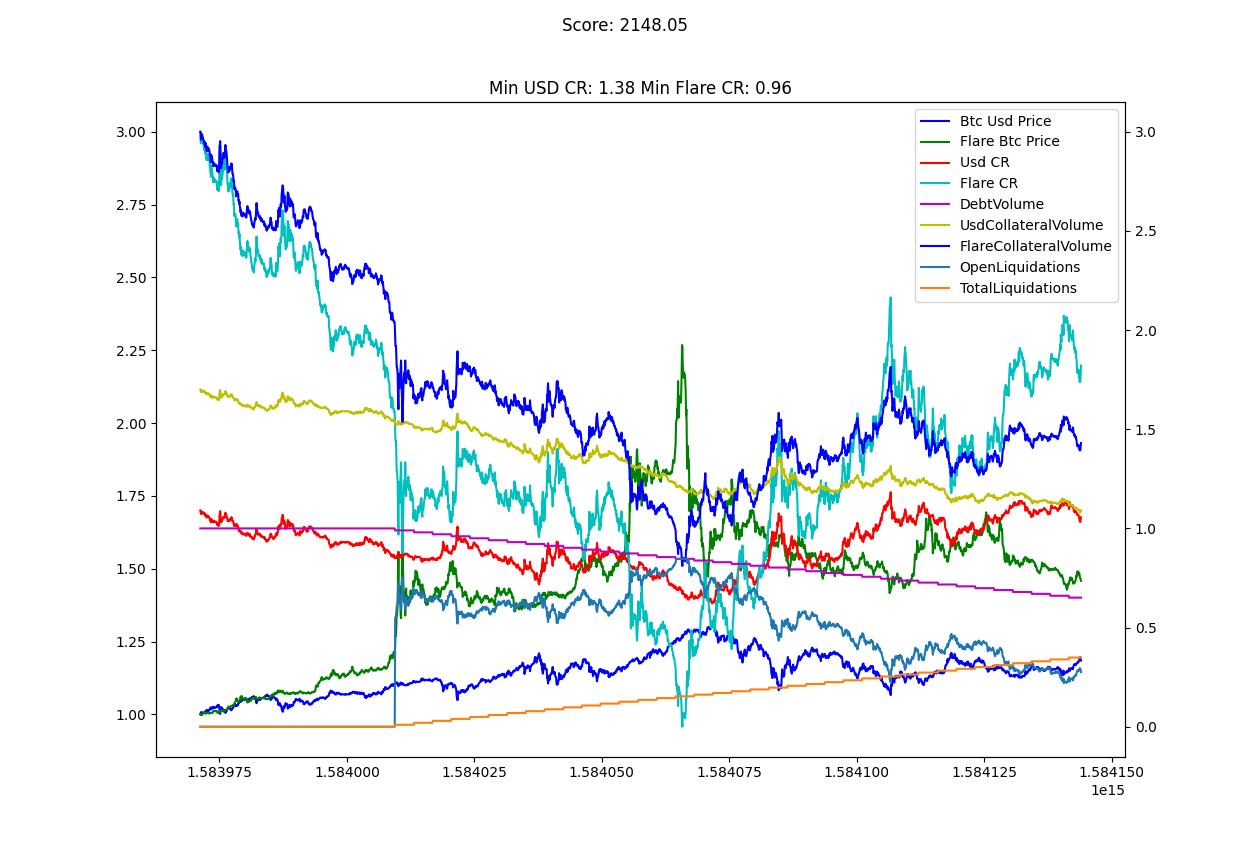 Score: 2148.05
Min USD CR: 1.38 Min Flare CR: 0.96
Btc Usd Price
Flare Btc Price
Usd CR
Flare CR
DebtVolume
UsdCollateralVolume
FlareCollateralVolume
OpenLiquidations
TotalLiquidations
3.00
2.75
2.50
2.25
2.00
1.75
1.50
1.25
1.00
3.0
2.5
2.0
1.5
1.0
0.5
0.0
1.583975 1.584000 1.584025 1.584050 1.584075 1.584100 1.584125 1.584150
1e15